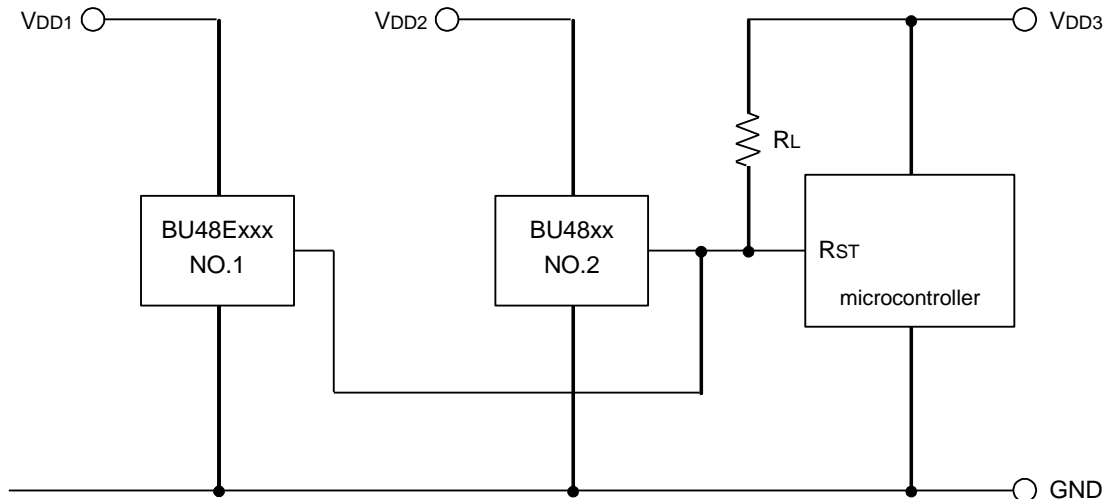 VDD1
VDD2
VDD3
RL
BU48Exxx
NO.1
BU48xx
NO.2
RST
microcontroller
GND